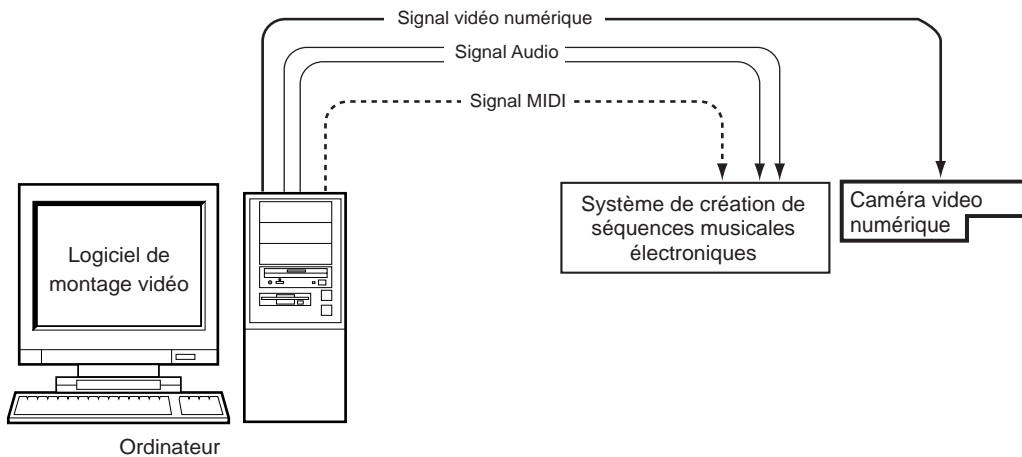 Signal vidéo numérique
Signal Audio
Signal MIDI
Logiciel de
montage vidéo
Système de création de
séquences musicales
électroniques
Caméra video
numérique
Ordinateur